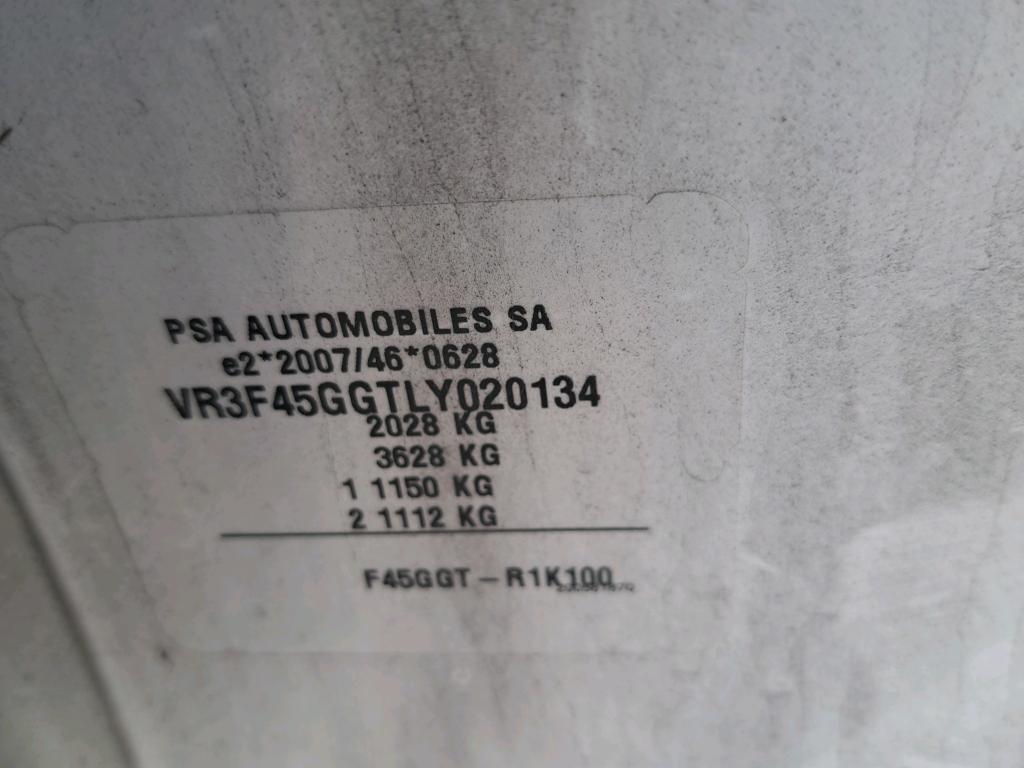 PSA AUTOMOBILES SA
e2*2007/46*0628
VR3F45GGTLY020134
2028 KG
3628 KG
1 1150 KG
2 1112 KG
F45GGT - R1K100